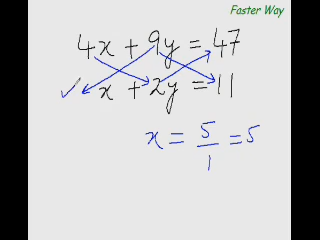 Faster Way
4x + 9y = 47
x + 2y = 11
x = 5/1 = 5